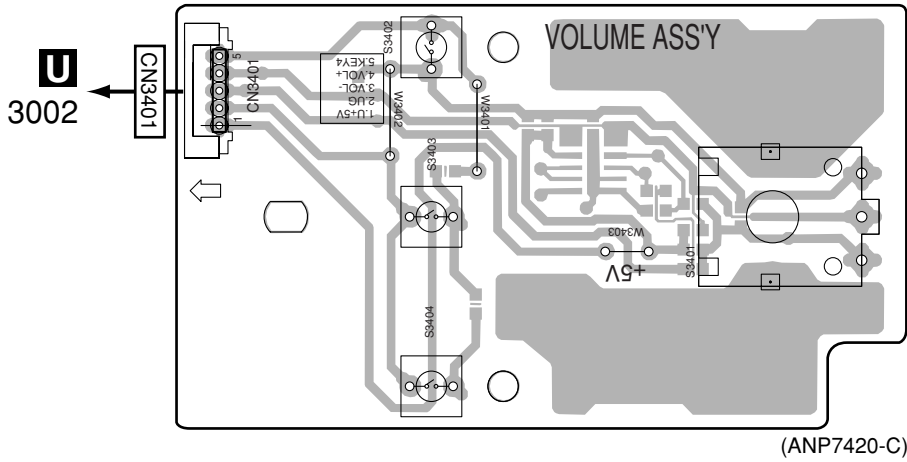 VOLUME ASS'Y
U
3002
CN3401
5
CN3401
1
5.KEY4
4.VOL+
3.VOL-
2.UG
1.U+5V
S3402
W3402
W3401
S3403
W3403
+5V
S3401
S3404
(ANP7420-C)